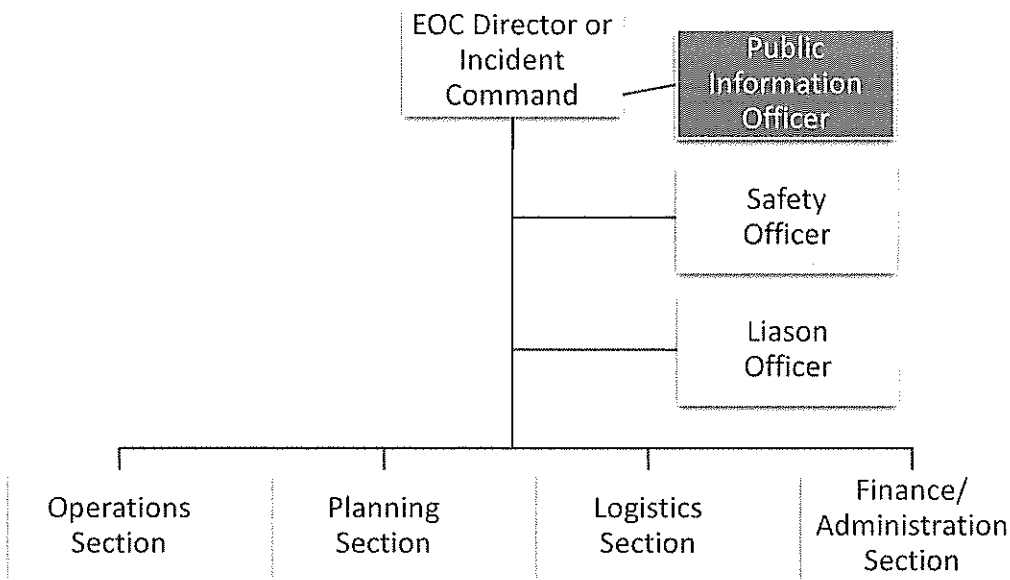 EOC Director or
Incident
Command
Public
Information
Officer
Safety
Officer
Liason
Officer
Operations
Section
Planning
Section
Logistics
Section
Finance/
Administration
Section